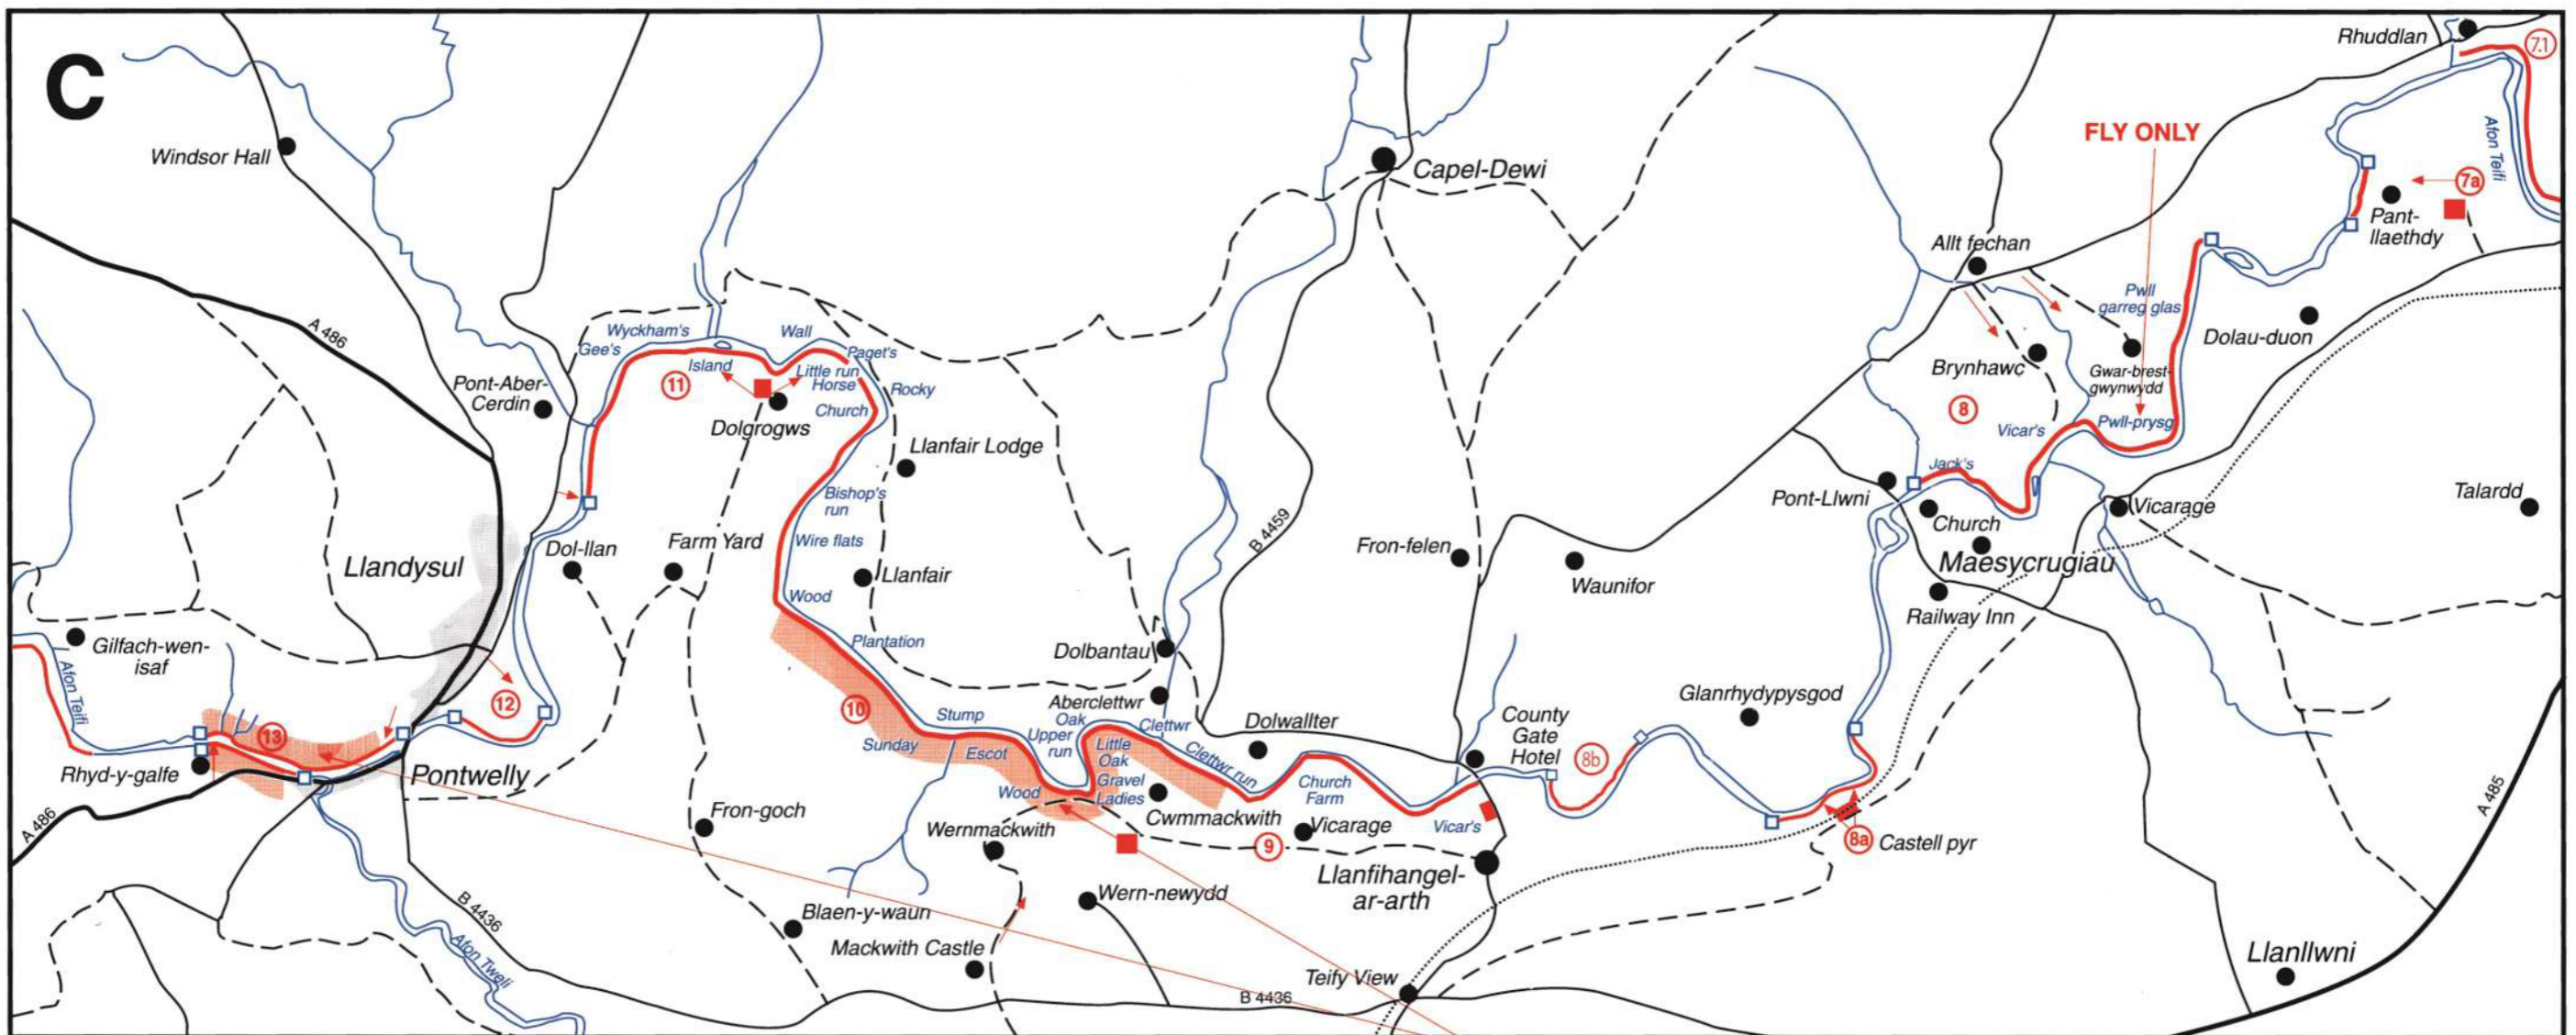 C
Windsor Hall
A 486
Pont-Aber-
Cerdin
Llandysul
Dol-llan
Farm Yard
Gilfach-wen-
isaf
Afon Teifi
Rhyd-y-galfe
A 486
13
12
Pontwelly
B 4436
Afon Tweli
Gee's
Wyckham's
Island
Wall
Little run
Horse
Paget's
Rocky
Church
11
Dolgrogws
Llanfair Lodge
Bishop's
run
Wire flats
Llanfair
Wood
Plantation
10
Sunday
Stump
Escot
Wood
Oak
Upper
run
Little
Oak
Gravel
Ladies
Clettwr
Clettwr run
Aberclettwr
Dolbantau
Dolwallter
Cwmmackwith
Church
Farm
Vicar's
Vicarage
9
Fron-goch
Wernmackwith
Wern-newydd
Blaen-y-waun
Mackwith Castle
B 4436
Teify View
Llanfihangel-
ar-arth
County
Gate
Hotel
8b
Capel-Dewi
B 4459
Fron-felen
Waunifor
Glanrhydypysgod
8a
Castell pyr
Rhuddlan
7.1
Afon Teifi
FLY ONLY
7a
Pant-
llaethdy
Allt fechan
Pwll
garreg glas
Dolau-duon
Brynhawc
Gwar-brest-
gwynwydd
8
Vicar's
Pwll-prysg
Jack's
Pont-Llwni
Church
Vicarage
Maesycrugiau
Railway Inn
Talardd
A 485
Llanllwni